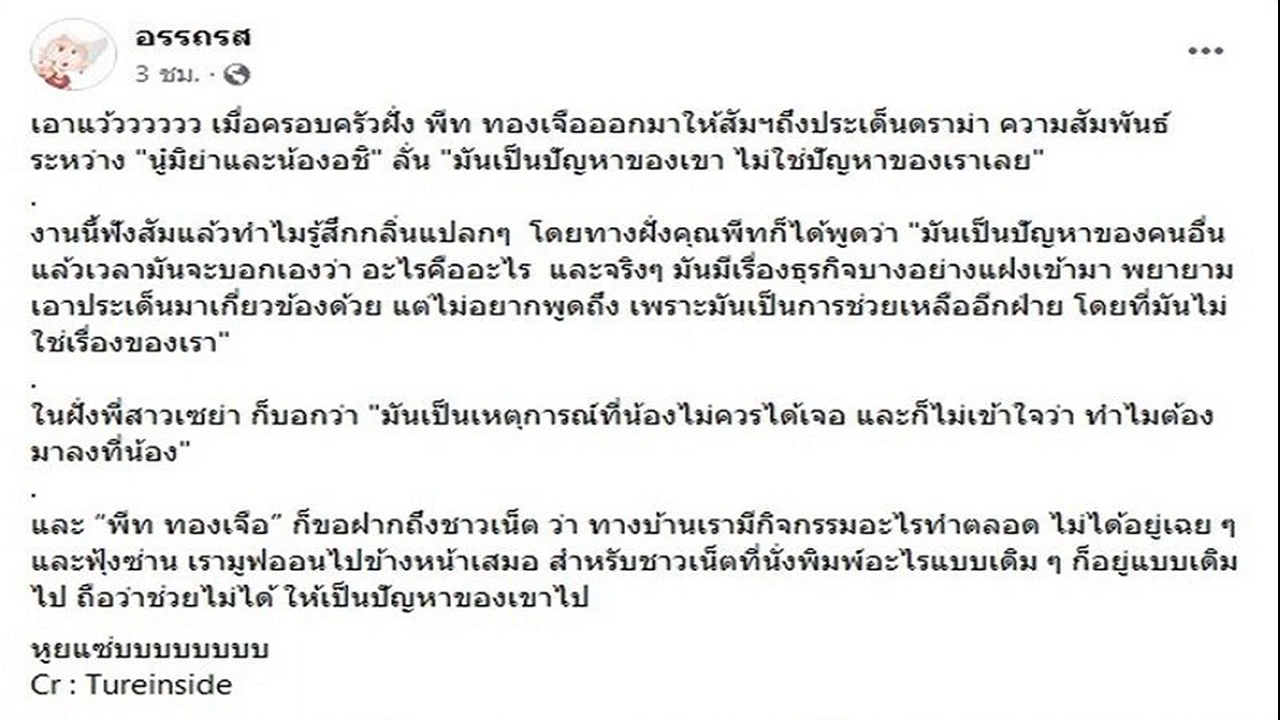 อรรถรส
3 ชม. ·
เอาแว้วววววว เมื่อครอบครัวฝั่ง พีท ทองเจือออกมาให้สัมฯถึงประเด็นดราม่า ความสัมพันธ์
ระหว่าง "นู๋มิย่าและน้องอชิ" ลั่น "มันเป็นปัญหาของเขา ไม่ใช่ปัญหาของเราเลย"
.
งานนี้ฟังสัมแล้วทำไมรู้สึกกลิ่นแปลกๆ โดยทางฝั่งคุณพีทก็ได้พูดว่า "มันเป็นปัญหาของคนอื่น
แล้วเวลามันจะบอกเองว่า อะไรคืออะไร และจริงๆ มันมีเรื่องธุรกิจบางอย่างแฝงเข้ามา พยายาม
เอาประเด็นมาเกี่ยวข้องด้วย แต่ไม่อยากพูดถึง เพราะมันเป็นการช่วยเหลืออีกฝ่าย โดยที่มันไม่
ใช่เรื่องของเรา"
.
ในฝั่งพี่สาวเซย่า ก็บอกว่า "มันเป็นเหตุการณ์ที่น้องไม่ควรได้เจอ และก็ไม่เข้าใจว่า ทำไมต้อง
มาลงที่น้อง"
.
และ “พีท ทองเจือ” ก็ขอฝากถึงชาวเน็ต ว่า ทางบ้านเรามีกิจกรรมอะไรทำตลอด ไม่ได้อยู่เฉย ๆ
และฟุ้งซ่าน เรามูฟออนไปข้างหน้าเสมอ สำหรับชาวเน็ตที่นั่งพิมพ์อะไรแบบเดิม ๆ ก็อยู่แบบเดิม
ไป ถือว่าช่วยไม่ได้ ให้เป็นปัญหาของเขาไป
หูยแซ่บบบบบบบบ
Cr : Tureinside